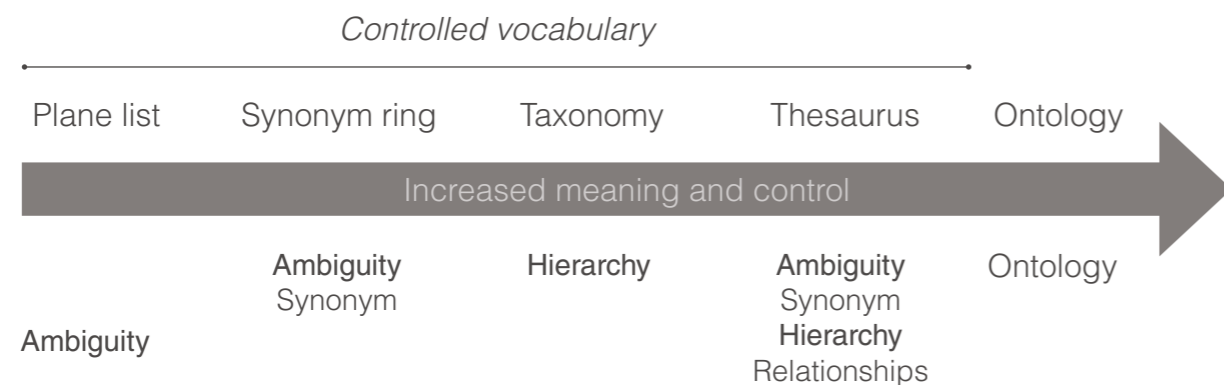 Controlled vocabulary
Plane list Synonym ring Taxonomy Thesaurus Ontology
Increased meaning and control
Ambiguity Hierarchy Ambiguity Ontology
Synonym Synonym
Ambiguity Hierarchy
Relationships